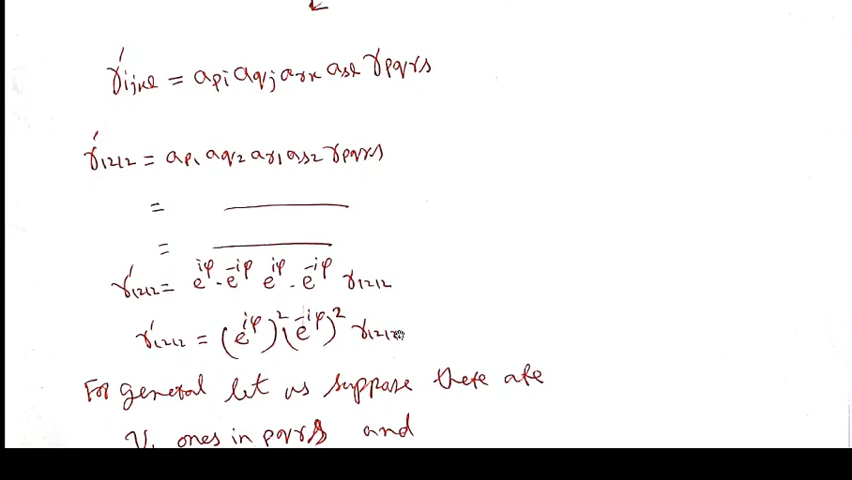 γ'ijkl = api aqj ark asl γpqrs
γ'1212 = ap1 aq2 ar1 as2 γpqrs
=
=
γ'1212 = e^iφ · e^-iφ e^iφ · e^-iφ γ1212
γ'1212 = (e^iφ)^2 (e^-iφ)^2 γ1212
For general let us suppose there are
ones in pqrs and